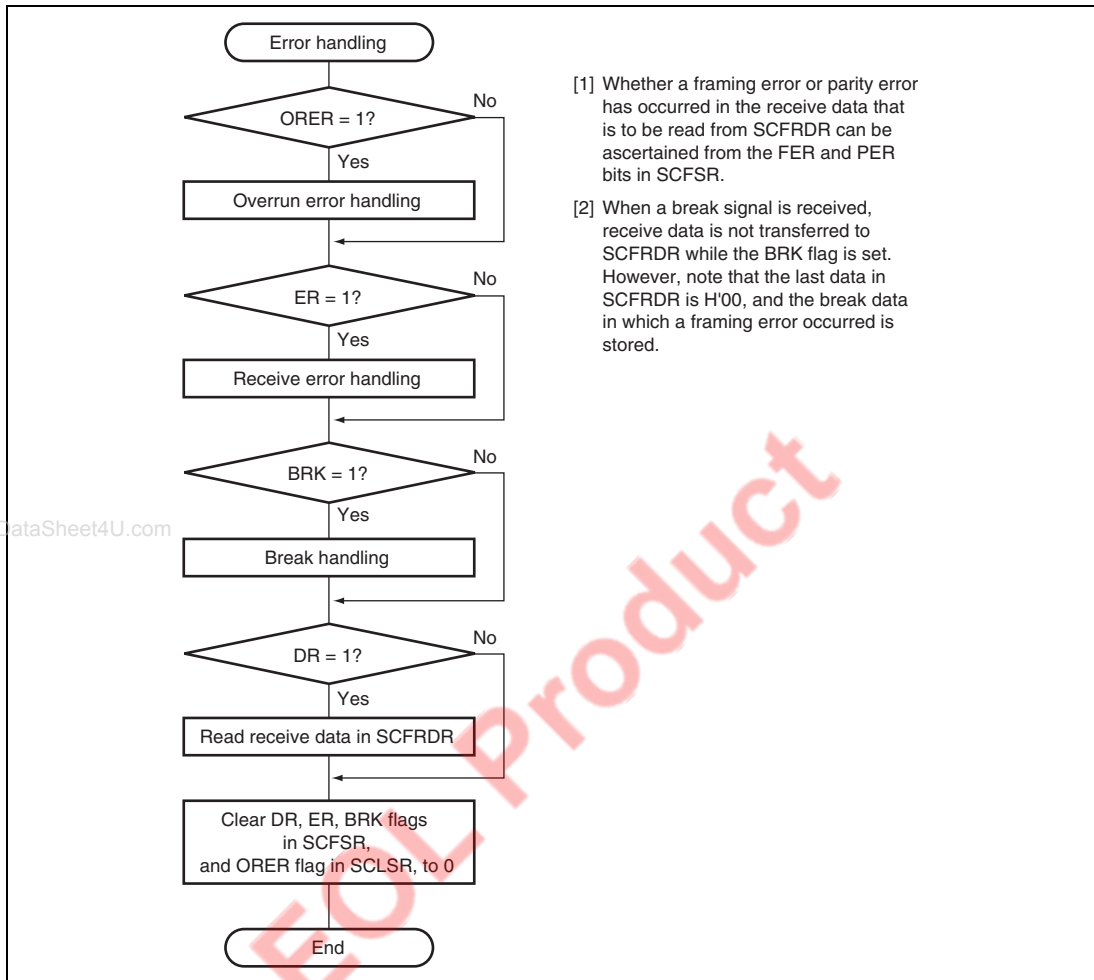 Error handling
ORER = 1?
No
Yes
Overrun error handling
ER = 1?
No
Yes
Receive error handling
BRK = 1?
No
Yes
Break handling
DR = 1?
No
Yes
Read receive data in SCFRDR
Clear DR, ER, BRK flags
in SCFSR,
and ORER flag in SCLSR, to 0
End
[1] Whether a framing error or parity error
has occurred in the receive data that
is to be read from SCFRDR can be
ascertained from the FER and PER
bits in SCFSR.
[2] When a break signal is received,
receive data is not transferred to
SCFRDR while the BRK flag is set.
However, note that the last data in
SCFRDR is H'00, and the break data
in which a framing error occurred is
stored.
DataSheet4U.com
EOL Product